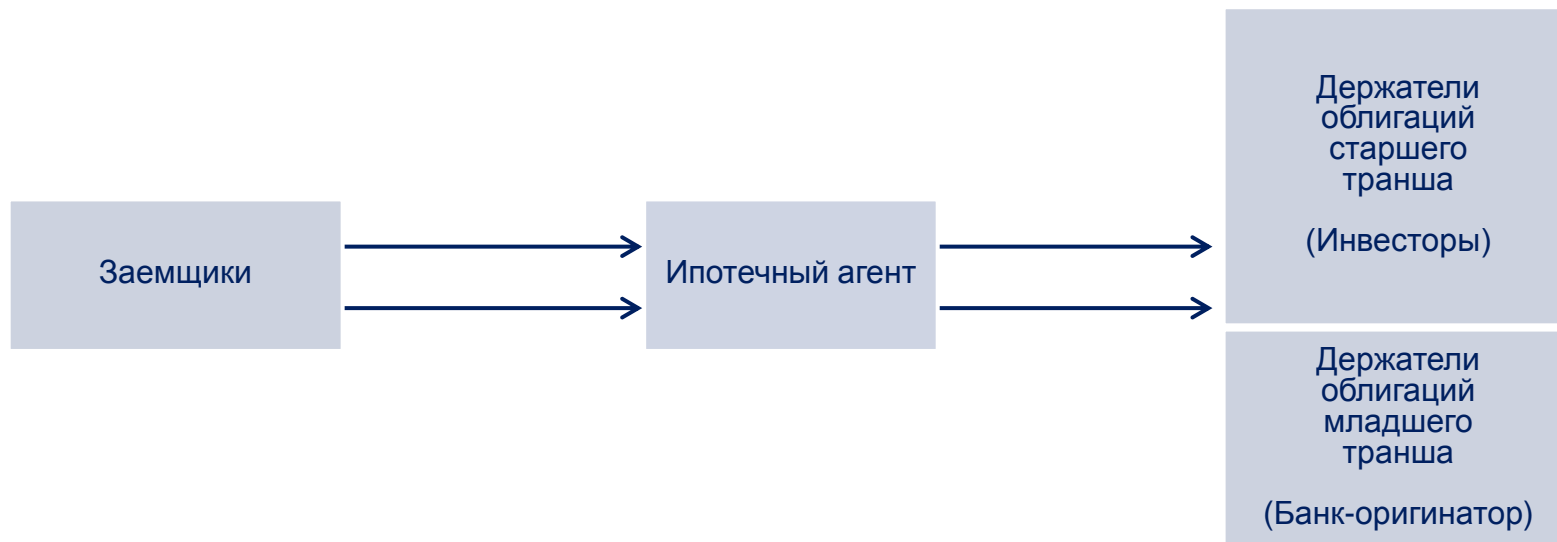 Заемщики
Ипотечный агент
Держатели
облигаций
старшего
транша
(Инвесторы)
Держатели
облигаций
младшего
транша
(Банк-оригинатор)